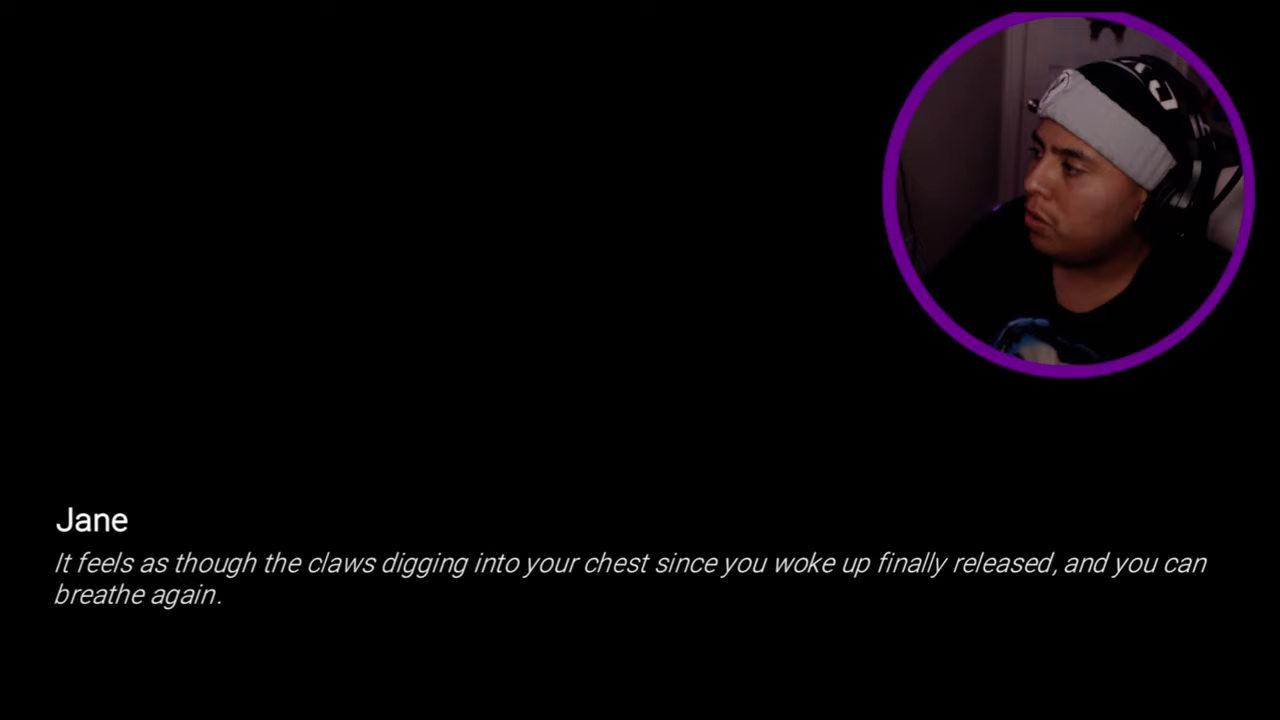 Jane
It feels as though the claws digging into your chest since you woke up finally released, and you can
breathe again.